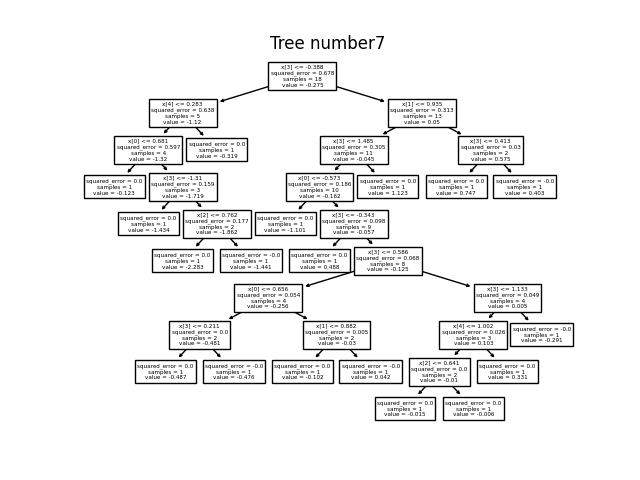 Tree number7
x[3] <= -0.388
squared_error = 0.678
samples = 18
value = -0.275
x[4] <= 0.283
squared_error = 0.638
samples = 5
value = -1.12
x[1] <= 0.935
squared_error = 0.313
samples = 13
value = 0.05
x[0] <= 0.681
squared_error = 0.597
samples = 4
value = -1.32
squared_error = 0.0
samples = 1
value = -0.319
x[3] <= 1.485
squared_error = 0.305
samples = 11
value = -0.045
x[3] <= 0.413
squared_error = 0.03
samples = 2
value = 0.575
squared_error = 0.0
samples = 1
value = -0.123
x[3] <= -1.31
squared_error = 0.159
samples = 3
value = -1.719
x[0] <= -0.573
squared_error = 0.186
samples = 10
value = -0.162
squared_error = 0.0
samples = 1
value = 1.123
squared_error = 0.0
samples = 1
value = 0.747
squared_error = -0.0
samples = 1
value = 0.403
squared_error = 0.0
samples = 1
value = -1.434
x[2] <= 0.762
squared_error = 0.177
samples = 2
value = -1.862
squared_error = 0.0
samples = 1
value = -1.101
x[3] <= -0.343
squared_error = 0.098
samples = 9
value = -0.057
squared_error = 0.0
samples = 1
value = -2.283
squared_error = -0.0
samples = 1
value = -1.441
squared_error = 0.0
samples = 1
value = 0.488
x[3] <= 0.586
squared_error = 0.068
samples = 8
value = -0.125
x[0] <= 0.656
squared_error = 0.054
samples = 4
value = -0.256
x[3] <= 1.133
squared_error = 0.049
samples = 4
value = 0.005
x[3] <= 0.211
squared_error = 0.0
samples = 2
value = -0.481
x[1] <= 0.882
squared_error = 0.005
samples = 2
value = -0.03
x[4] <= 1.002
squared_error = 0.026
samples = 3
value = 0.103
squared_error = -0.0
samples = 1
value = -0.291
squared_error = 0.0
samples = 1
value = -0.487
squared_error = -0.0
samples = 1
value = -0.476
squared_error = 0.0
samples = 1
value = -0.102
squared_error = -0.0
samples = 1
value = 0.042
x[2] <= 0.641
squared_error = 0.0
samples = 2
value = -0.01
squared_error = 0.0
samples = 1
value = 0.331
squared_error = 0.0
samples = 1
value = -0.015
squared_error = 0.0
samples = 1
value = -0.006